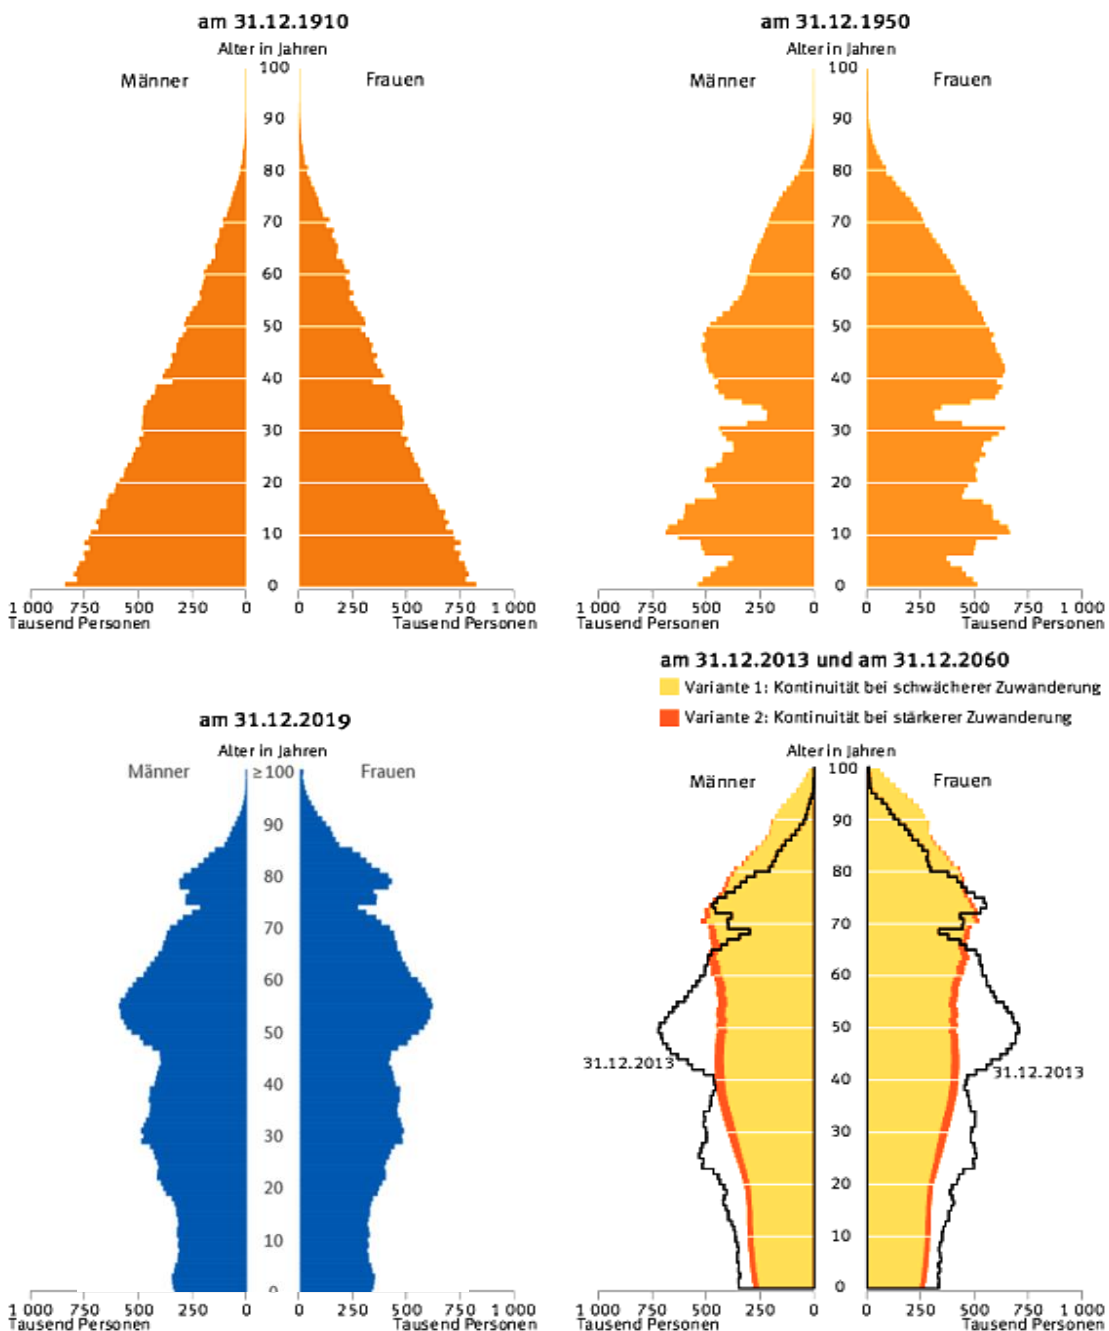 am 31.12.1910
Alter in Jahren
Männer
Frauen
100
90
80
70
60
50
40
30
20
10
0
1 000 750 500 250 0
0 250 500 750 1 000
Tausend Personen
Tausend Personen
am 31.12.1950
Alter in Jahren
Männer
Frauen
100
90
80
70
60
50
40
30
20
10
0
1 000 750 500 250 0
0 250 500 750 1 000
Tausend Personen
Tausend Personen
am 31.12.2019
Alter in Jahren
Männer
Frauen
≥100
90
80
70
60
50
40
30
20
10
0
1 000 750 500 250 0
0 250 500 750 1 000
Tausend Personen
Tausend Personen
am 31.12.2013 und am 31.12.2060
Variante 1: Kontinuität bei schwächerer Zuwanderung
Variante 2: Kontinuität bei stärkerer Zuwanderung
Alter in Jahren
Männer
Frauen
100
90
80
70
60
50
31.12.2013
31.12.2013
40
30
20
10
0
1 000 750 500 250 0
0 250 500 750 1 000
Tausend Personen
Tausend Personen